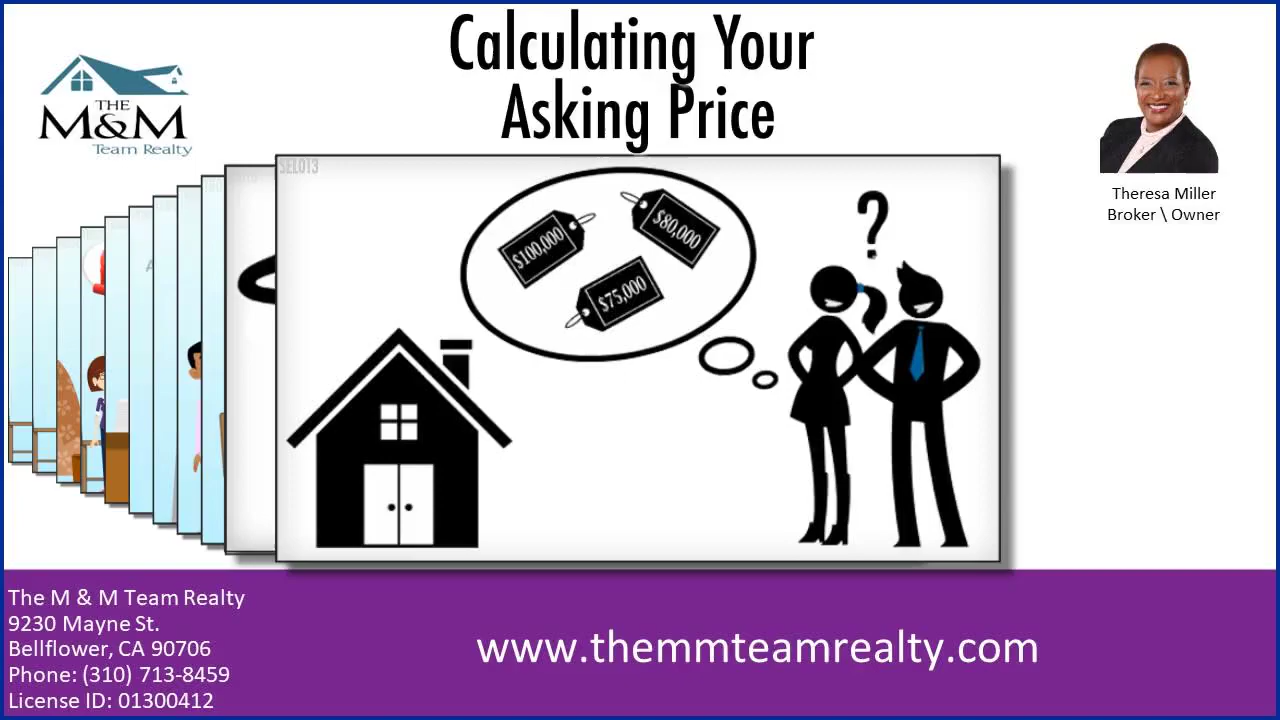 Calculating Your
Asking Price
THE
M&M
Team Realty
Theresa Miller
Broker \ Owner
SEL013
$100,000
$80,000
$75,000
?
The M & M Team Realty
9230 Mayne St.
Bellflower, CA 90706
Phone: (310) 713-8459
License ID: 01300412
www.themmteamrealty.com